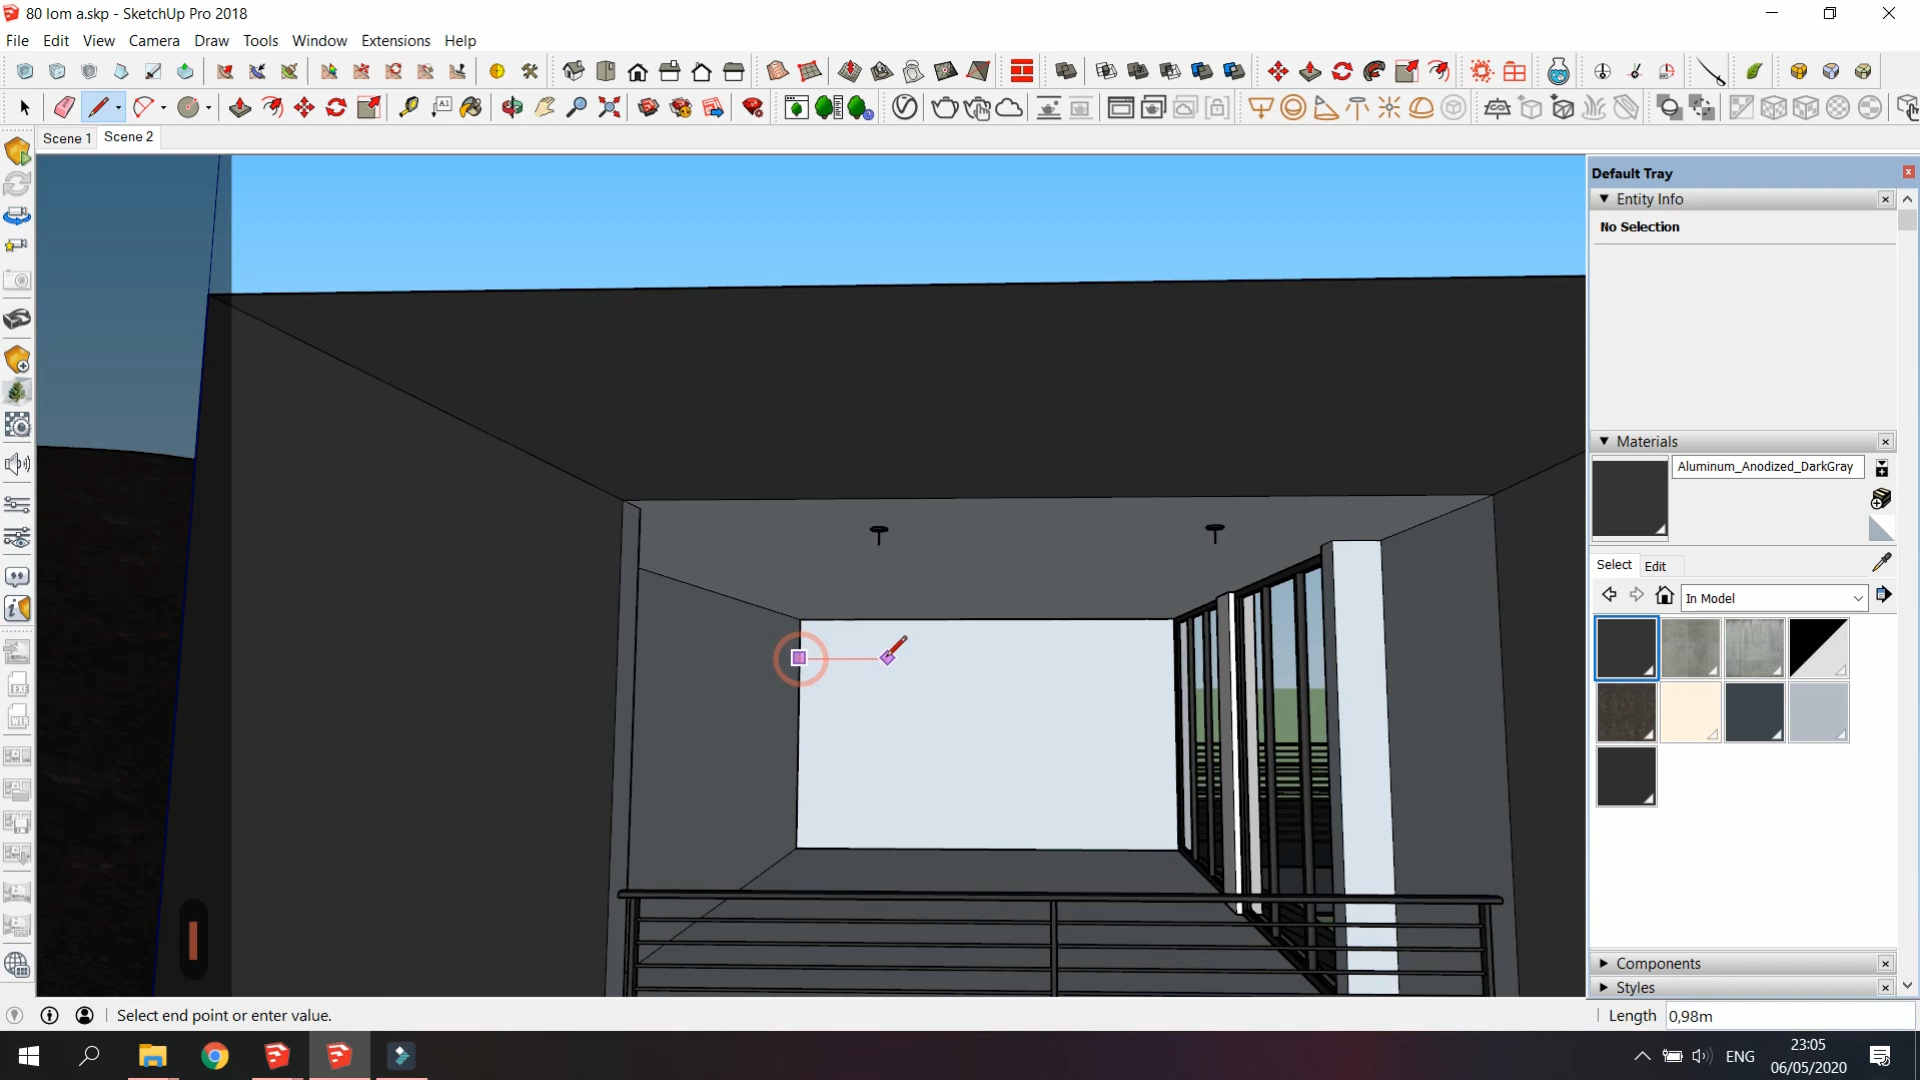 80 lom a.skp - SketchUp Pro 2018
File Edit View Camera Draw Tools Window Extensions Help
A1
Scene 1 Scene 2
Default Tray
Entity Info
No Selection
Materials
Aluminum_Anodized_DarkGray
Select Edit
In Model
Components
Styles
Select end point or enter value.
Length 0,98m
ENG
23:05
06/05/2020